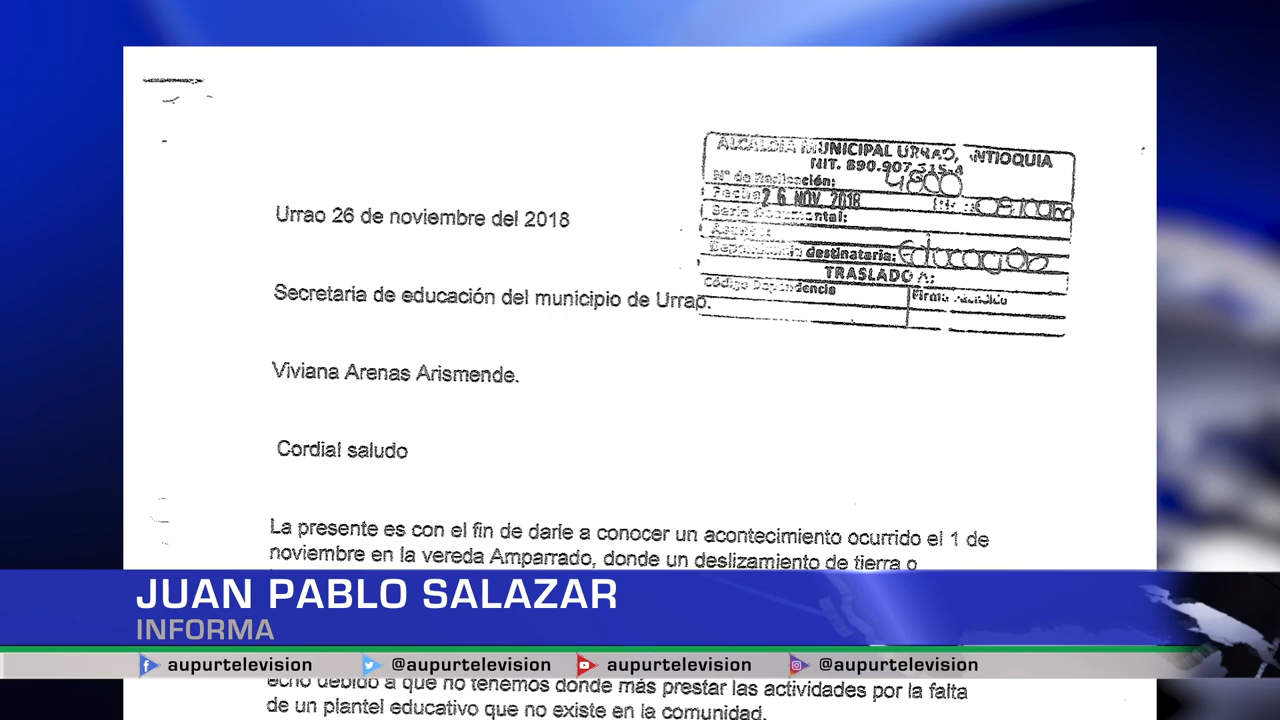 ALCALDIA MUNICIPAL URRAO, ANTIOQUIA
NIT. 890.907.515-4
N° de Radicación: 4800
Fecha 26 NOV. 2018
Serie Documental:
Dependencia destinataria: Educación
TRASLADO A:
Código Dependencia
Firma
Urrao 26 de noviembre del 2018
Secretaria de educación del municipio de Urrao.
Viviana Arenas Arismende.
Cordial saludo
La presente es con el fin de darle a conocer un acontecimiento ocurrido el 1 de
noviembre en la vereda Amparrado, donde un deslizamiento de tierra o
JUAN PABLO SALAZAR
INFORMA
aupurtelevision @aupurtelevision aupurtelevision @aupurtelevision
echo debido a que no tenemos donde más prestar las actividades por la falta
de un plantel educativo que no existe en la comunidad.